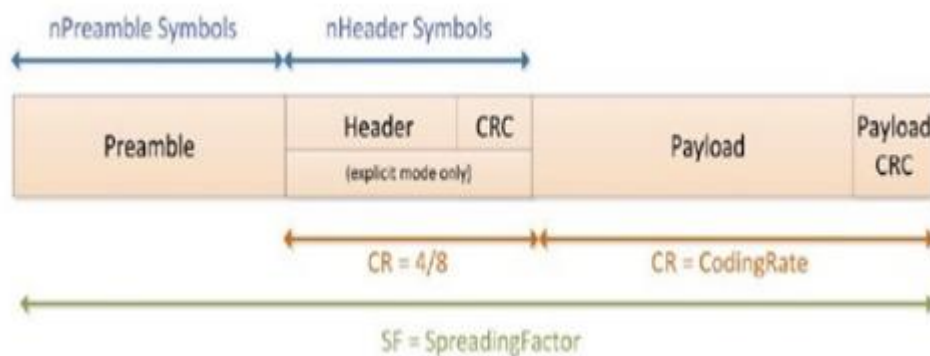 nPreamble Symbols
nHeader Symbols
Preamble
Header
CRC
(explicit mode only)
Payload
Payload
CRC
CR = 4/8
CR = CodingRate
SF = SpreadingFactor